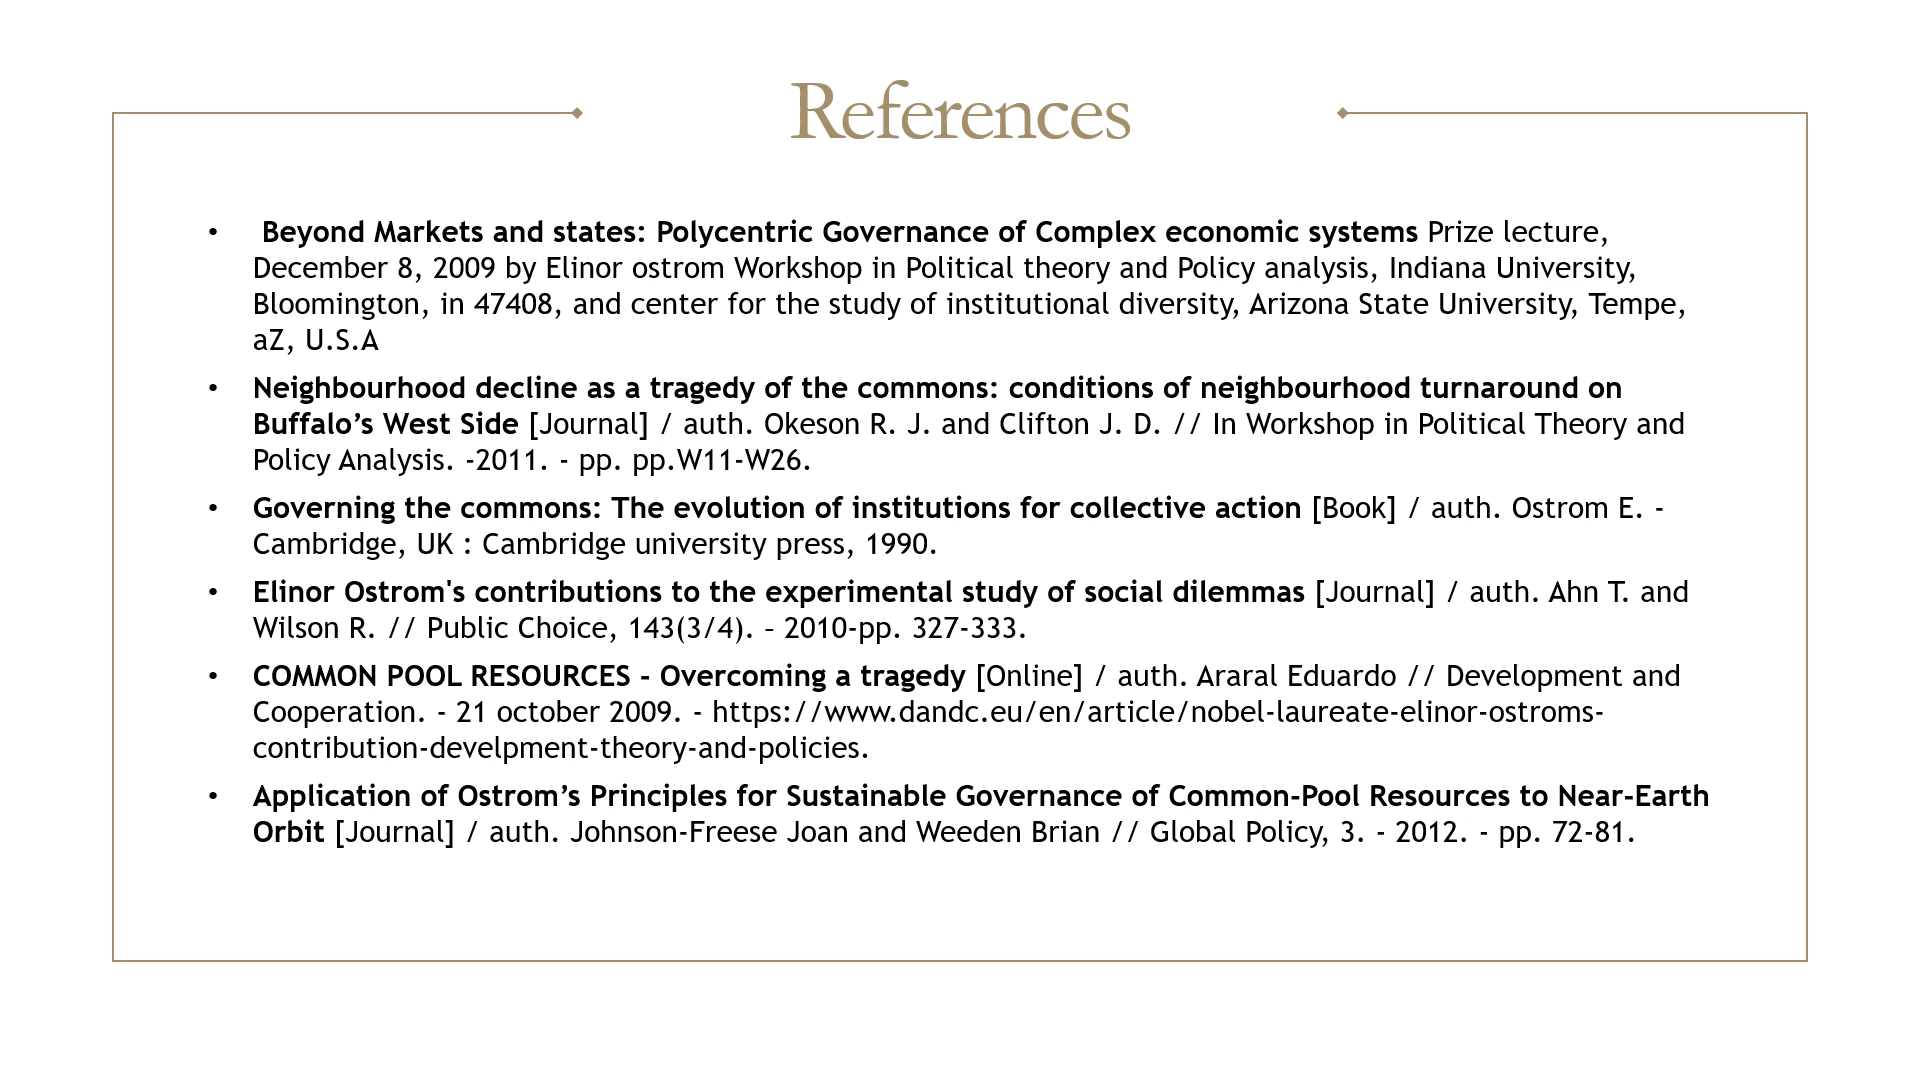 References
• Beyond Markets and states: Polycentric Governance of Complex economic systems Prize lecture,
December 8, 2009 by Elinor ostrom Workshop in Political theory and Policy analysis, Indiana University,
Bloomington, in 47408, and center for the study of institutional diversity, Arizona State University, Tempe,
aZ, U.S.A
• Neighbourhood decline as a tragedy of the commons: conditions of neighbourhood turnaround on
Buffalo’s West Side [Journal] / auth. Okeson R. J. and Clifton J. D. // In Workshop in Political Theory and
Policy Analysis. -2011. - pp. pp.W11-W26.
• Governing the commons: The evolution of institutions for collective action [Book] / auth. Ostrom E. -
Cambridge, UK : Cambridge university press, 1990.
• Elinor Ostrom's contributions to the experimental study of social dilemmas [Journal] / auth. Ahn T. and
Wilson R. // Public Choice, 143(3/4). – 2010-pp. 327-333.
• COMMON POOL RESOURCES - Overcoming a tragedy [Online] / auth. Araral Eduardo // Development and
Cooperation. - 21 october 2009. - https://www.dandc.eu/en/article/nobel-laureate-elinor-ostroms-
contribution-develpment-theory-and-policies.
• Application of Ostrom’s Principles for Sustainable Governance of Common-Pool Resources to Near-Earth
Orbit [Journal] / auth. Johnson-Freese Joan and Weeden Brian // Global Policy, 3. - 2012. - pp. 72-81.